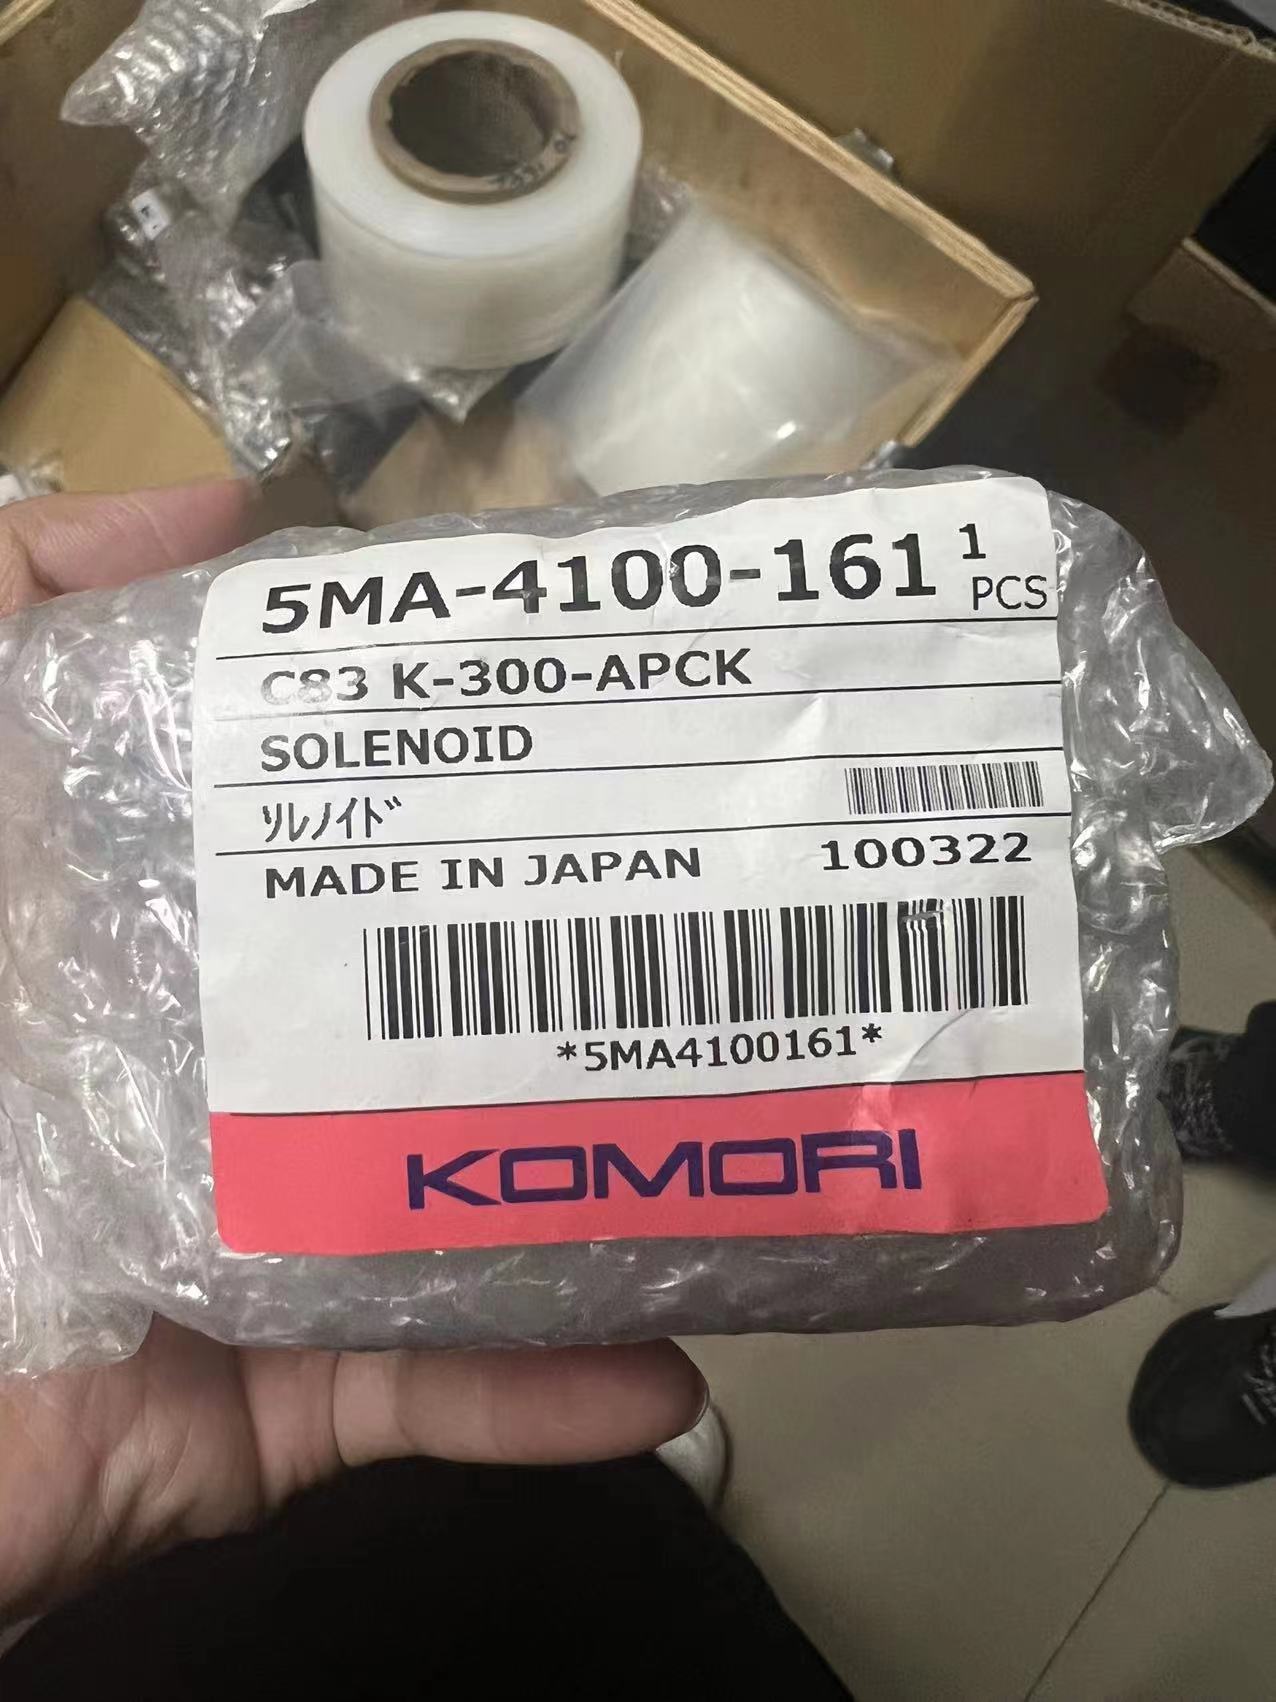 5MA-4100-161 1 PCS
C83 K-300-APCK
SOLENOID
ｿﾚﾉｲﾄﾞ
MADE IN JAPAN 100322
*5MA4100161*
KOMORI